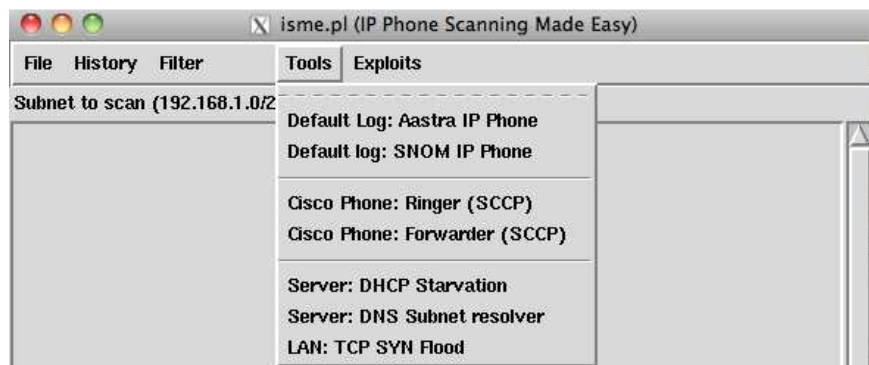 isme.pl (IP Phone Scanning Made Easy)
File History Filter Tools Exploits
Subnet to scan (192.168.1.0/2
Default Log: Aastra IP Phone
Default log: SNOM IP Phone
Cisco Phone: Ringer (SCCP)
Cisco Phone: Forwarder (SCCP)
Server: DHCP Starvation
Server: DNS Subnet resolver
LAN: TCP SYN Flood